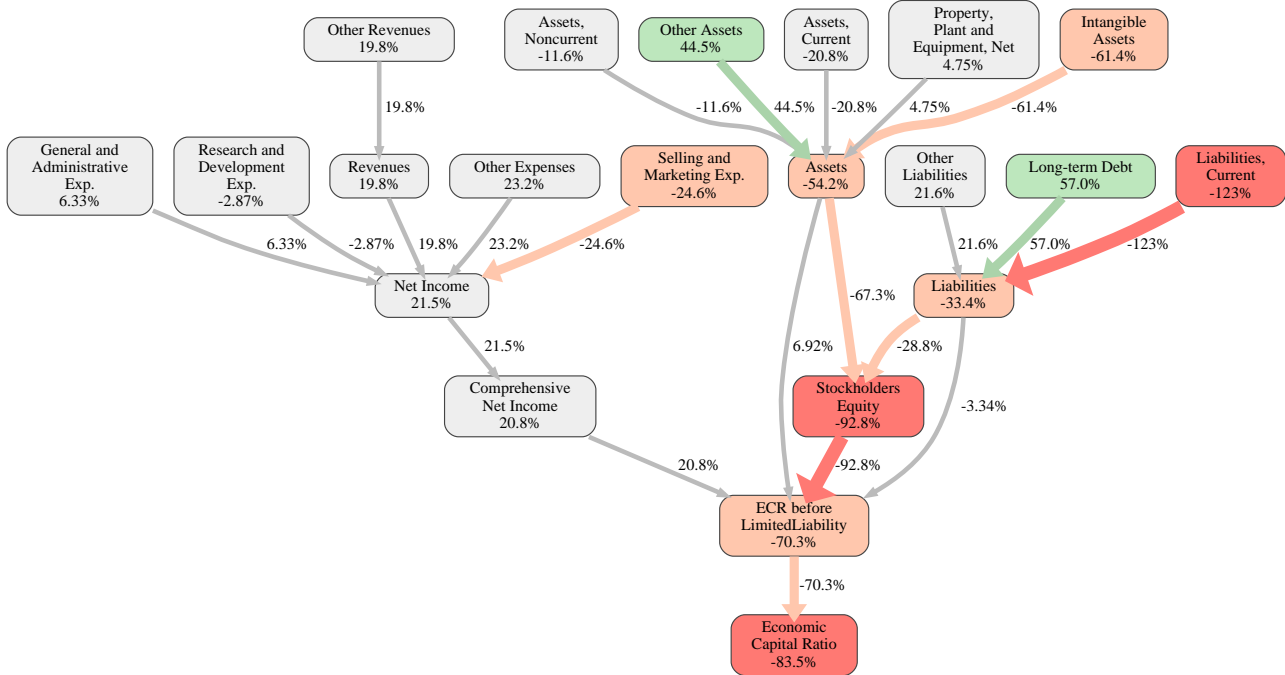 Other Revenues
19.8%
Assets,
Noncurrent
-11.6%
Other Assets
44.5%
Assets,
Current
-20.8%
Property,
Plant
and
Equipment, Net
4.75%
Intangible
Assets
-61.4%
19.8%
-11.6%
44.5%
-20.8%
4.75%
-61.4%
General and
Administrative
Exp.
6.33%
Research and
Development
Exp.
-2.87%
Revenues
19.8%
Other Expenses
23.2%
Selling and
Marketing Exp.
-24.6%
Assets
-54.2%
Other
Liabilities
21.6%
Long-term Debt
57.0%
Liabilities,
Current
-123%
6.33%
-2.87%
19.8%
23.2%
-24.6%
21.6%
57.0%
-123%
Net Income
21.5%
-67.3%
Liabilities
-33.4%
21.5%
6.92%
-28.8%
Comprehensive
Net Income
20.8%
Stockholders
Equity
-92.8%
-3.34%
20.8%
-92.8%
ECR before
LimitedLiability
-70.3%
-70.3%
Economic
Capital Ratio
-83.5%